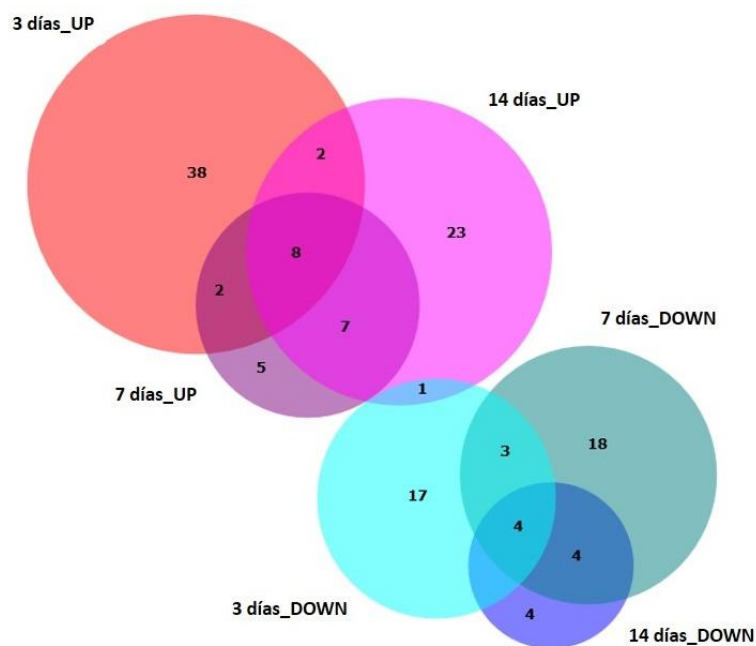 3 días_UP
14 días_UP
2
38
23
8
2
7
7 días_DOWN
5
7 días_UP
1
3
18
17
4
4
3 días_DOWN
4
14 días_DOWN